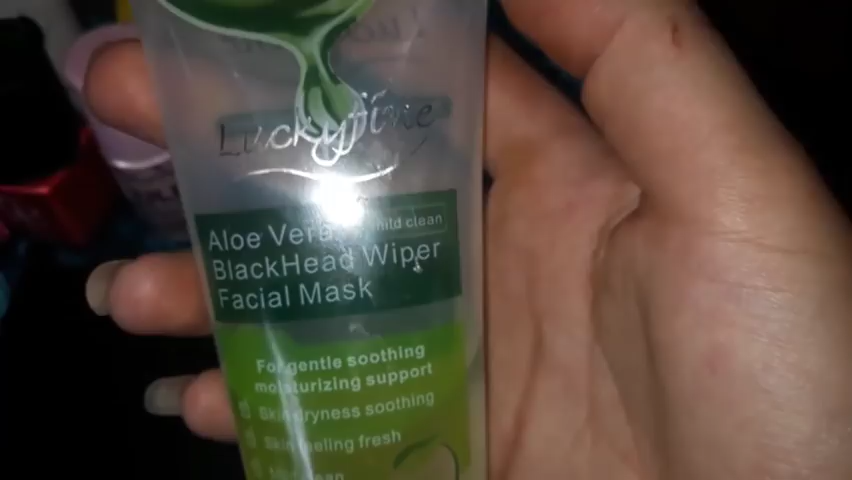 Luckyfine
Aloe Vera mild clean
BlackHead Wiper
Facial Mask
For gentle soothing
moisturizing support
Skin dryness soothing
Skin feeling fresh